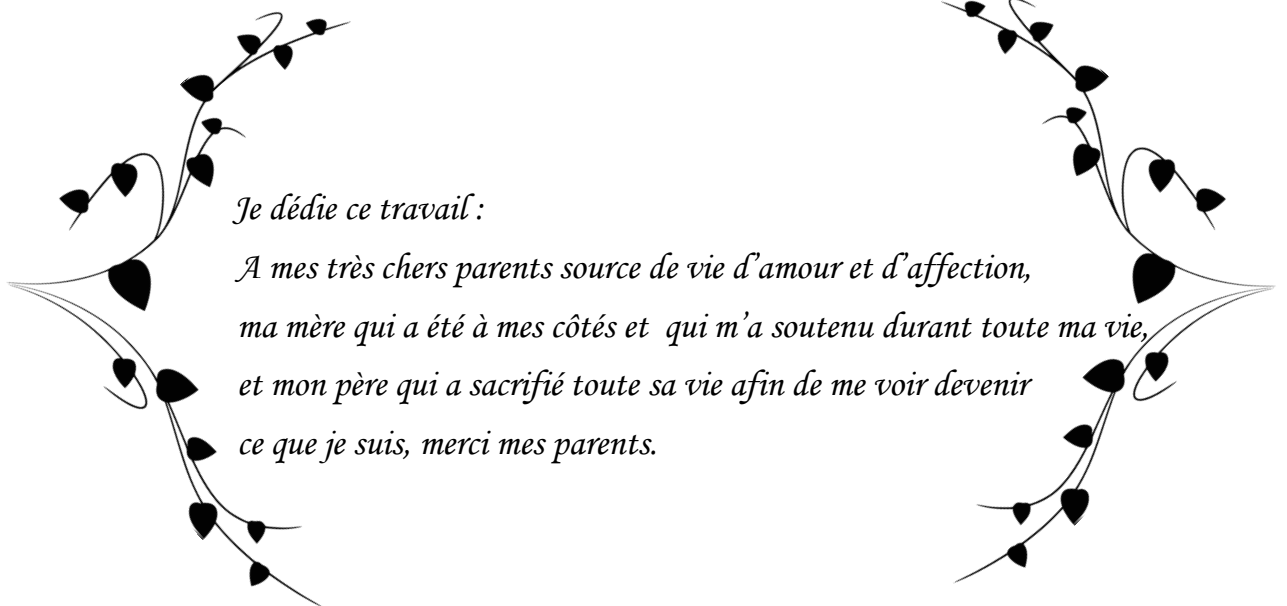 Je dédie ce travail :
A mes très chers parents source de vie d’amour et d’affection,
ma mère qui a été à mes côtés et  qui m’a soutenu durant toute ma vie,
et mon père qui a sacrifié toute sa vie afin de me voir devenir
ce que je suis, merci mes parents.